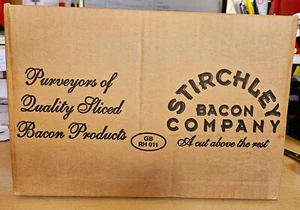 Purveyors of
Quality Sliced
Bacon Products
GB
RH 011
STIRCHLEY
BACON
COMPANY
A cut above the rest